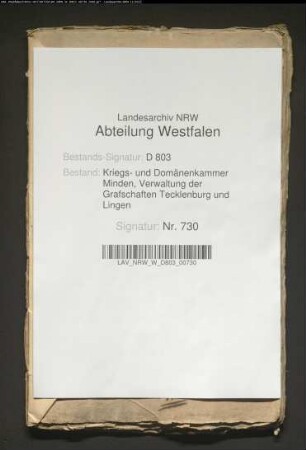 Landesarchiv NRW
Abteilung Westfalen
Bestands-Signatur: D 803
Bestand: Kriegs- und Domänenkammer
Minden, Verwaltung der
Grafschaften Tecklenburg und
Lingen
Signatur: Nr. 730
LAV_NRW_W_D803_00730